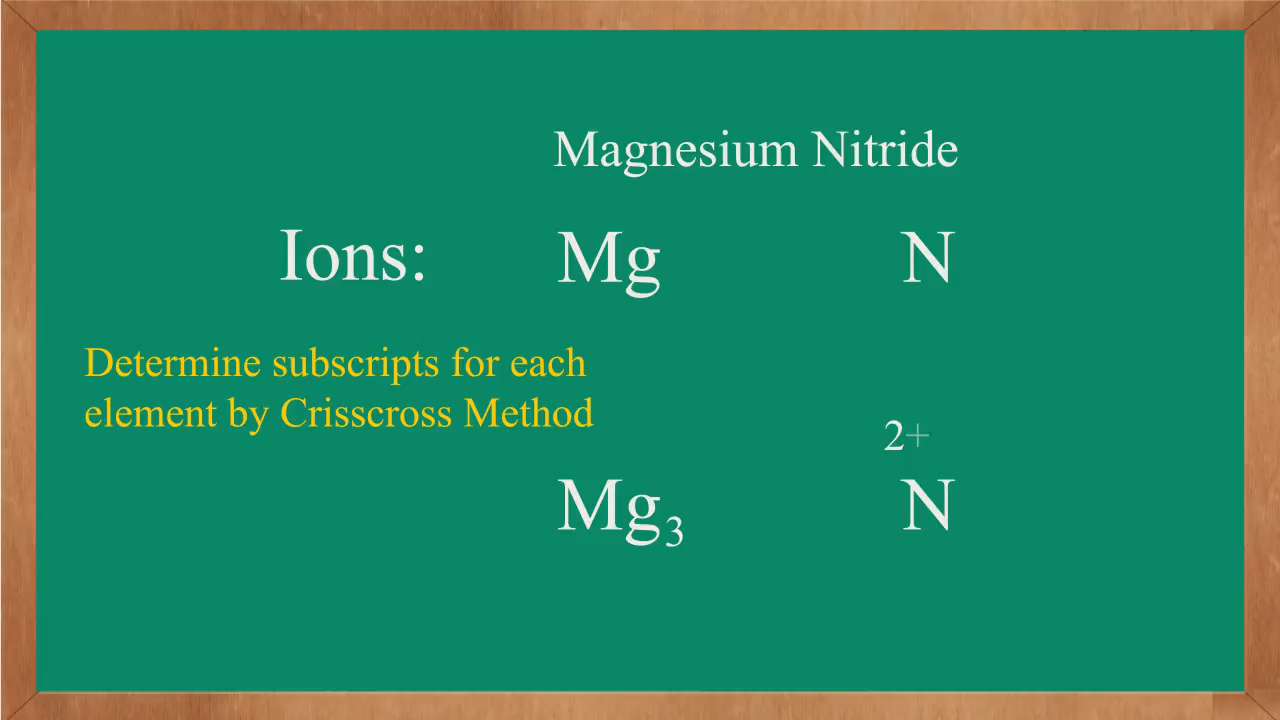 Magnesium Nitride
Ions: Mg N
Determine subscripts for each
element by Crisscross Method
2+
Mg₃ N